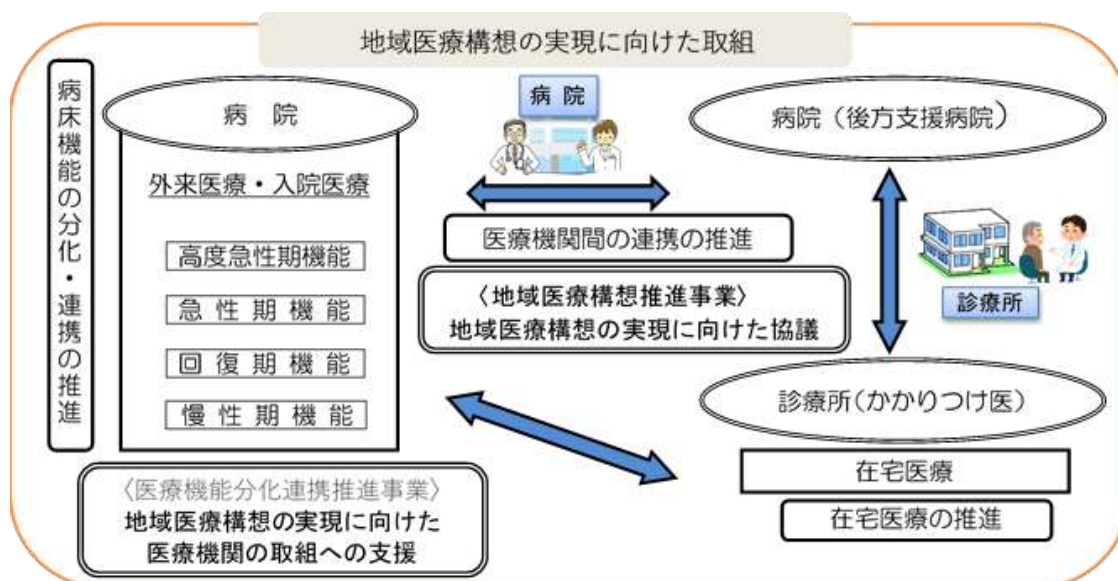 地域医療構想の実現に向けた取組
病床機能の分化・連携の推進
病 院
外来医療・入院医療
高度急性期機能
急 性 期 機 能
回 復 期 機 能
慢 性 期 機 能
〈医療機能分化連携推進事業〉
地域医療構想の実現に向けた
医療機関の取組への支援
病 院
医療機関間の連携の推進
〈地域医療構想推進事業〉
地域医療構想の実現に向けた協議
病院（後方支援病院）
診療所
診療所(かかりつけ医)
在宅医療
在宅医療の推進